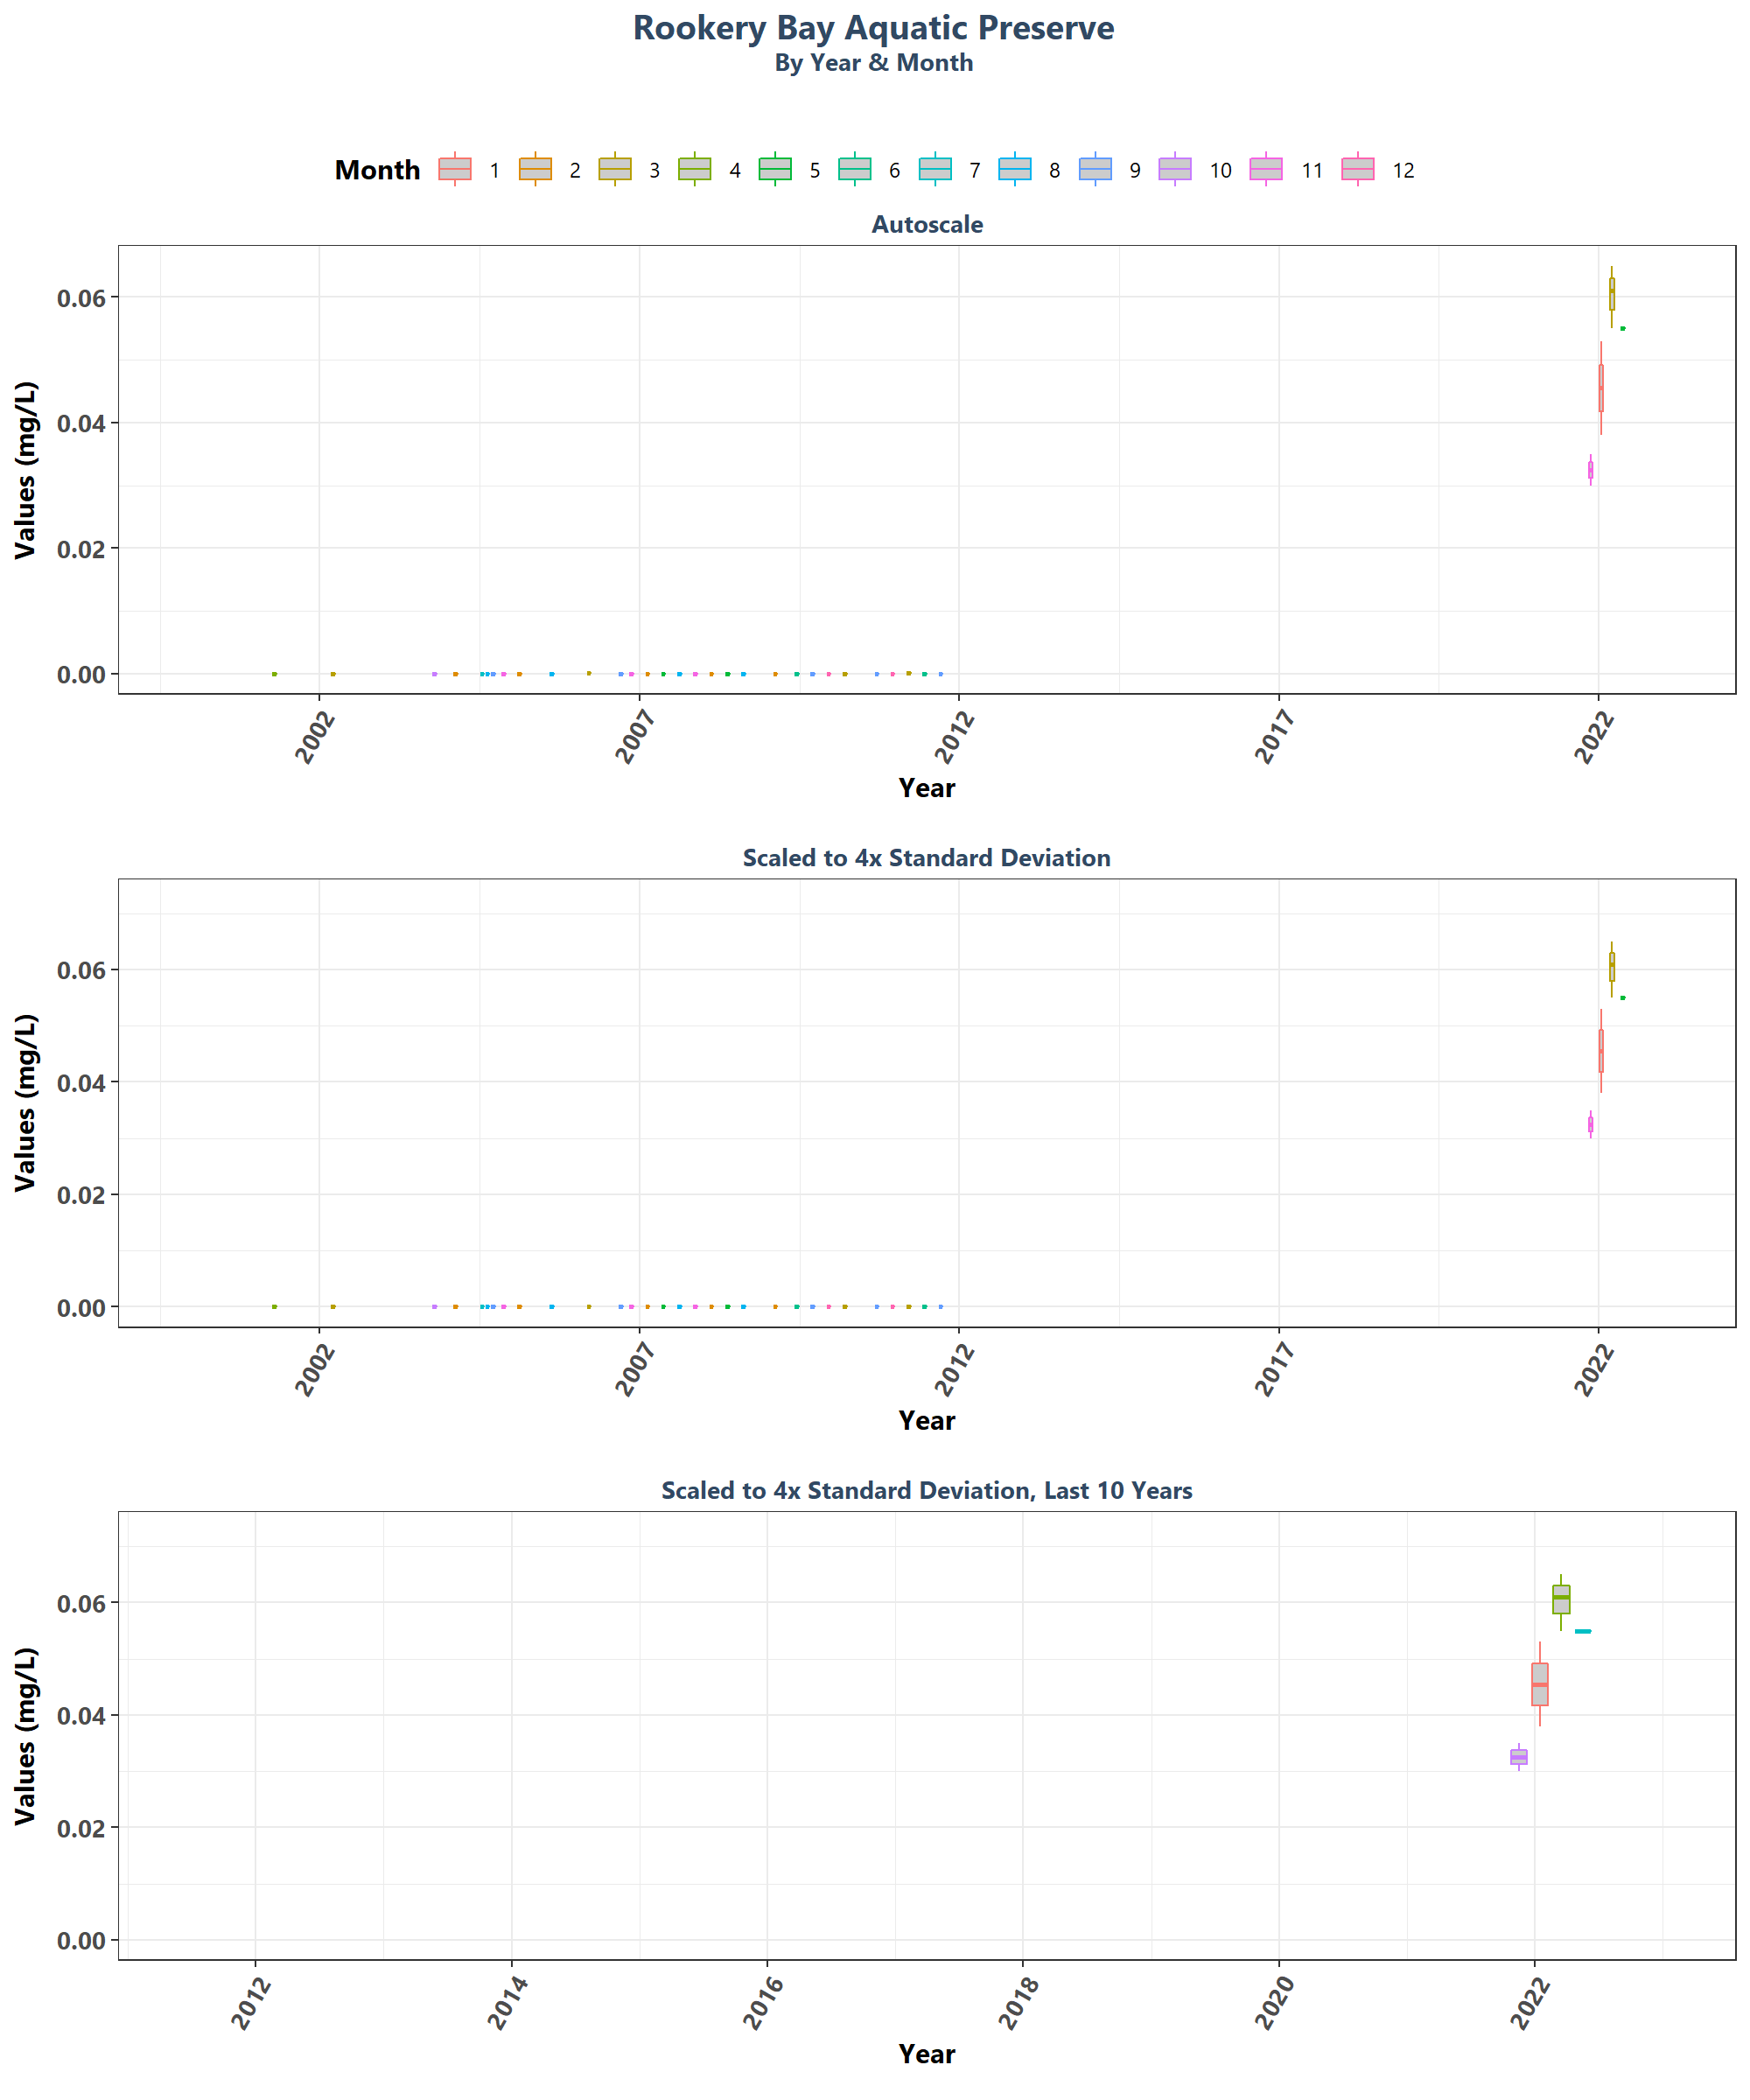 Rookery Bay Aquatic Preserve
By Year & Month
Month 1 2 3 4 5 6 7 8 9 10 11 12
Autoscale
Values (mg/L)
0.06
0.04
0.02
0.00
2002 2007 2012 2017 2022
Year
Scaled to 4x Standard Deviation
Values (mg/L)
0.06
0.04
0.02
0.00
2002 2007 2012 2017 2022
Year
Scaled to 4x Standard Deviation, Last 10 Years
Values (mg/L)
0.06
0.04
0.02
0.00
2012 2014 2016 2018 2020 2022
Year